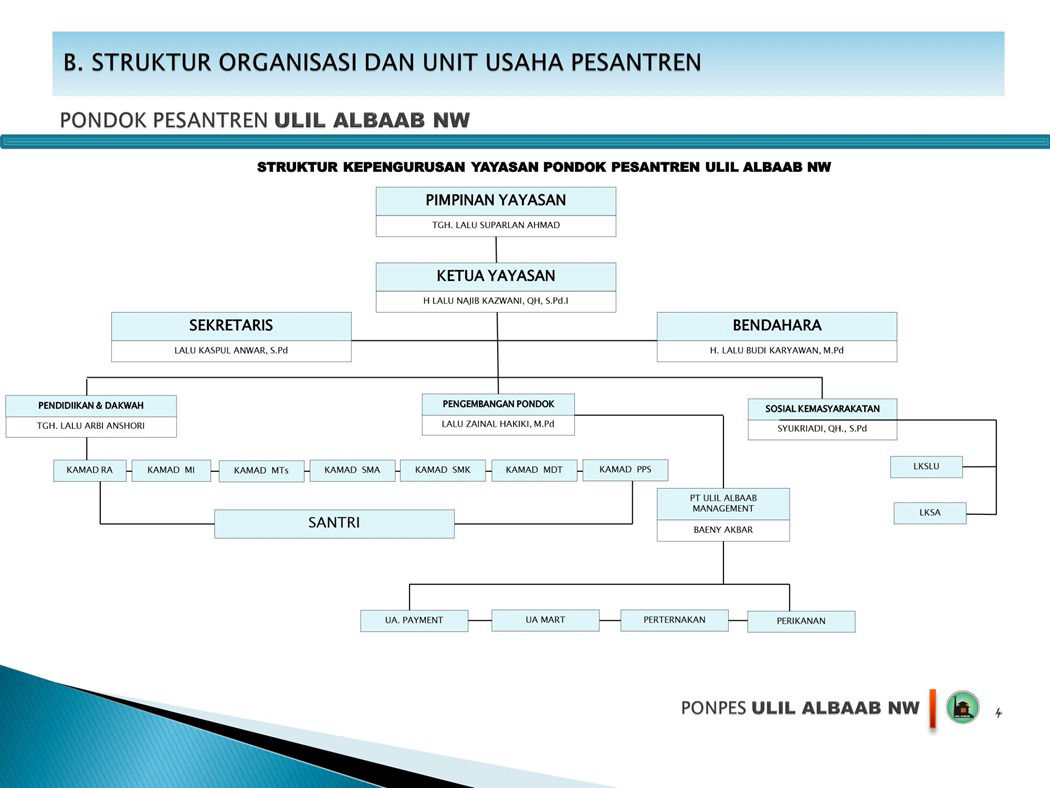 B. STRUKTUR ORGANISASI DAN UNIT USAHA PESANTREN
PONDOK PESANTREN ULIL ALBAAB NW
STRUKTUR KEPENGURUSAN YAYASAN PONDOK PESANTREN ULIL ALBAAB NW
PIMPINAN YAYASAN
TGH. LALU SUPARLAN AHMAD
KETUA YAYASAN
H LALU NAJIB KAZWANI, QH, S.Pd.I
SEKRETARIS
LALU KASPUL ANWAR, S.Pd
BENDAHARA
H. LALU BUDI KARYAWAN, M.Pd
PENDIDIIKAN & DAKWAH
TGH. LALU ARBI ANSHORI
PENGEMBANGAN PONDOK
LALU ZAINAL HAKIKI, M.Pd
SOSIAL KEMASYARAKATAN
SYUKRIADI, QH., S.Pd
KAMAD RA
KAMAD MI
KAMAD MTs
KAMAD SMA
KAMAD SMK
KAMAD MDT
KAMAD PPS
LKSLU
LKSA
SANTRI
PT ULIL ALBAAB
MANAGEMENT
BAENY AKBAR
UA. PAYMENT
UA MART
PERTERNAKAN
PERIKANAN
PONPES ULIL ALBAAB NW
4